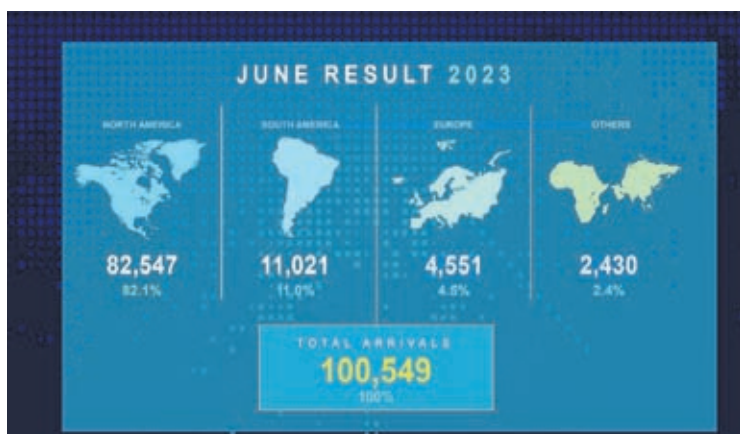 JUNE RESULT 2023
NORTH AMERICA
82,547
82.1%
SOUTH AMERICA
11,021
11.0%
EUROPE
4,551
4.5%
OTHERS
2,430
2.4%
TOTAL ARRIVALS
100,549
100%